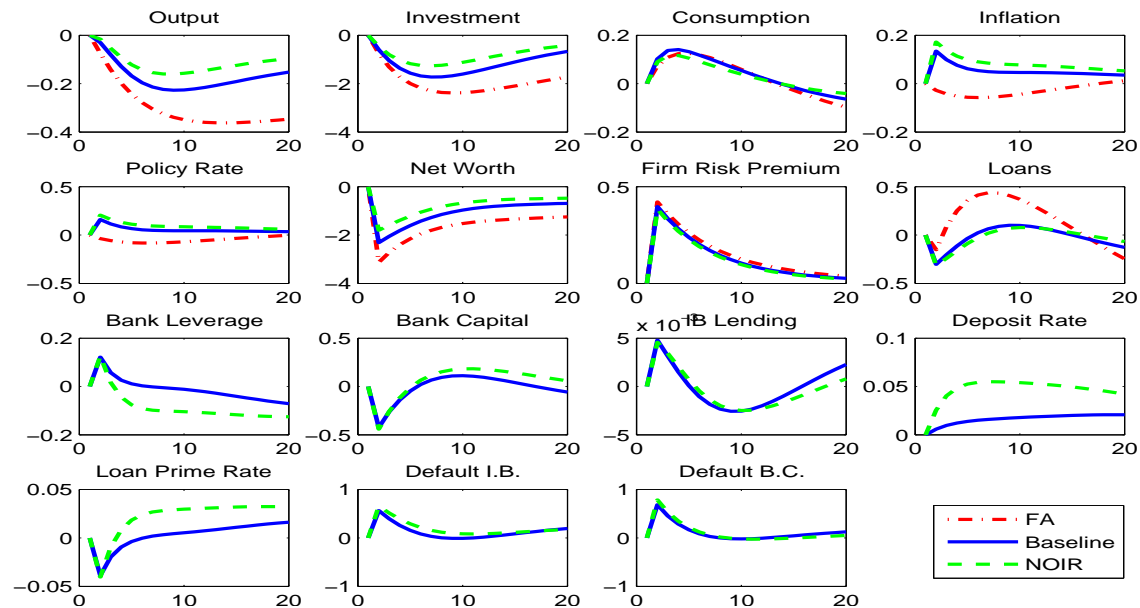 Output Investment Consumption Inflation
0 0 0.2 0.2
−0.2 −2 0 0
−0.4 −4 −0.2 −0.2
0 10 20 0 10 20 0 10 20 0 10 20
Policy Rate Net Worth Firm Risk Premium Loans
0.5 0 0.5 0.5
0 −2 0
−0.5 −4 0 −0.5
0 10 20 0 10 20 0 10 20 0 10 20
Bank Leverage Bank Capital x 10⁻³ IB Lending Deposit Rate
0.2 0.5 5 0.1
0 0 0 0.05
−0.2 −0.5 −5 0
0 10 20 0 10 20 0 10 20 0 10 20
Loan Prime Rate Default I.B. Default B.C.
0.05 1 1
0 0 0
−0.05 −1 −1
0 10 20 0 10 20 0 10 20
FA
Baseline
NOIR